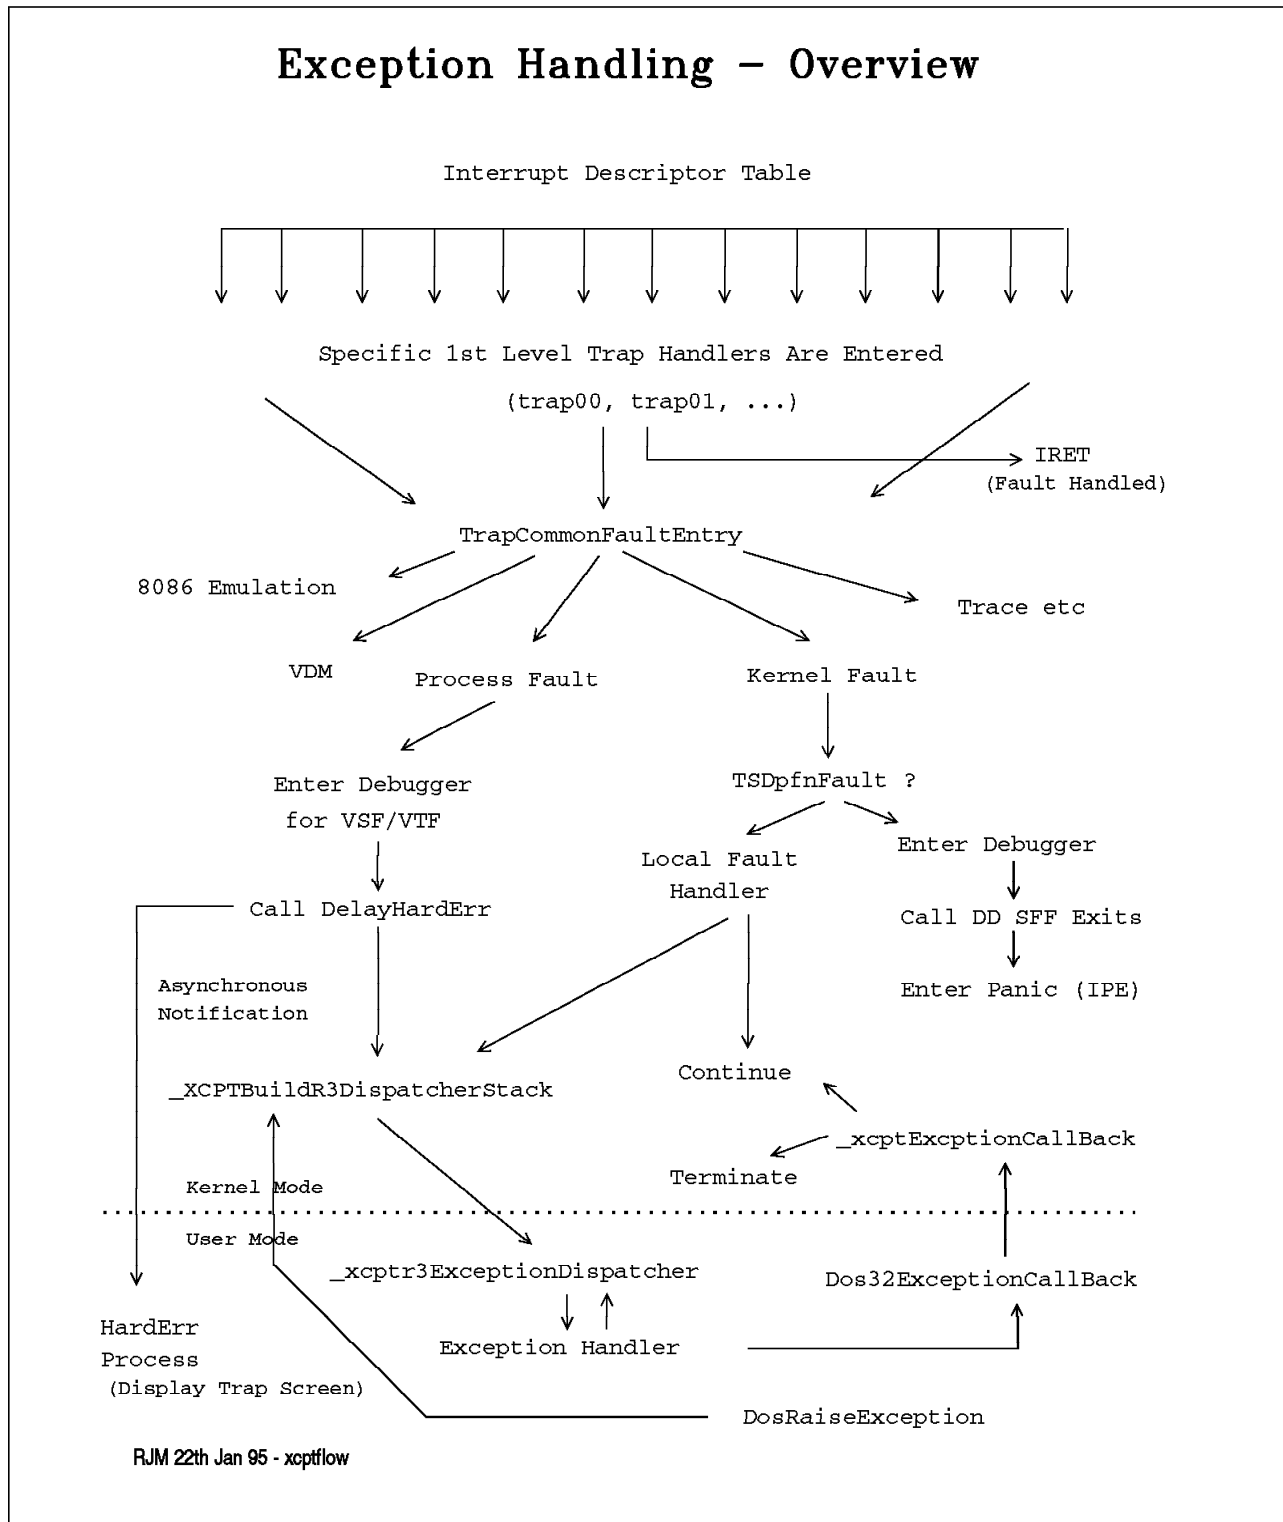 Exception Handling – Overview
Interrupt Descriptor Table
Specific 1st Level Trap Handlers Are Entered
(trap00, trap01, ...)
IRET
(Fault Handled)
TrapCommonFaultEntry
8086 Emulation
Trace etc
VDM
Process Fault
Kernel Fault
Enter Debugger
for VSF/VTF
TSDpfnFault ?
Local Fault
Handler
Enter Debugger
Call DelayHardErr
Call DD SFF Exits
Asynchronous
Notification
Enter Panic (IPE)
Continue
_XCPTBuildR3DispatcherStack
_xcptExcptionCallBack
Terminate
Kernel Mode
User Mode
_xcptr3ExceptionDispatcher
Dos32ExceptionCallBack
HardErr
Process
(Display Trap Screen)
Exception Handler
DosRaiseException
RJM 22th Jan 95 - xcptflow